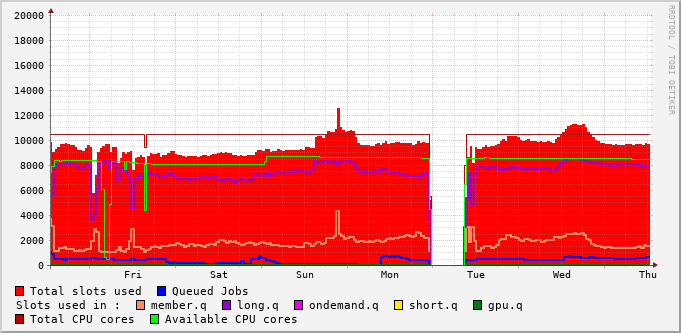 20000
18000
16000
14000
12000
10000
8000
6000
4000
2000
0
Fri Sat Sun Mon Tue Wed Thu
Total slots used Queued Jobs
Slots used in : member.q long.q ondemand.q short.q gpu.q
Total CPU cores Available CPU cores
RRDTOOL / TOBI OETIKER